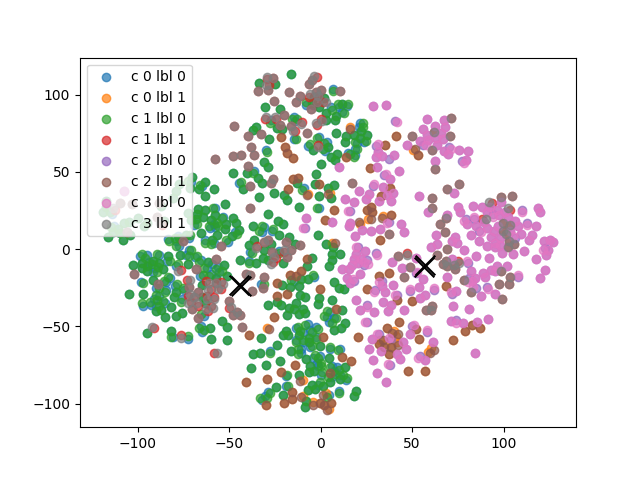 c 0 lbl 0
c 0 lbl 1
c 1 lbl 0
c 1 lbl 1
c 2 lbl 0
c 2 lbl 1
c 3 lbl 0
c 3 lbl 1
100
50
0
−50
−100
−100 −50 0 50 100